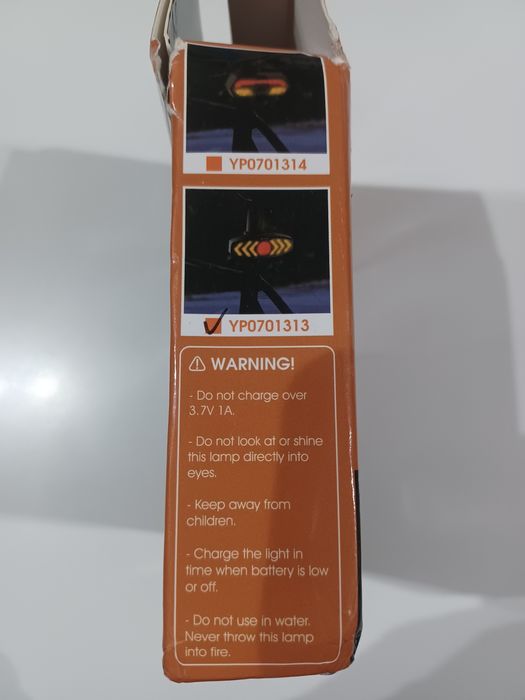 YP0701314
YP0701313
WARNING!
- Do not charge over
3.7V 1A.
- Do not look at or shine
this lamp directly into
eyes.
- Keep away from
children.
- Charge the light in
time when battery is low
or off.
- Do not use in water.
Never throw this lamp
into fire.